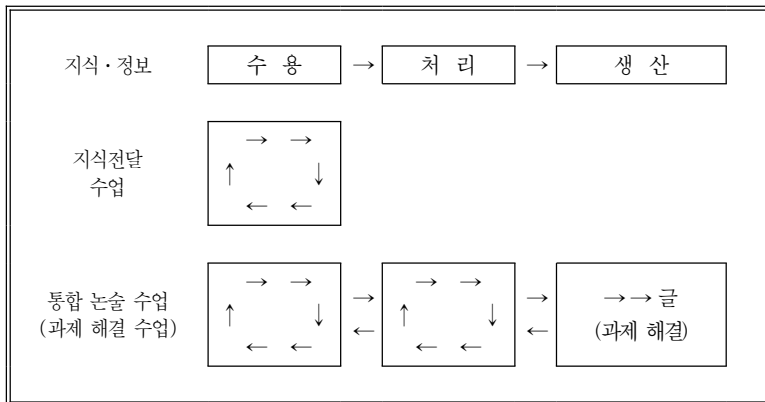 지식·정보 수 용 → 처 리 → 생 산
→ →
지식전달 ↑ ↓
수업
← ←
→ → → → → → → → 글
통합 논술 수업 ↑ ↓ ↑ ↓
(과제 해결 수업) ← ← (과제 해결)
← ← ← ←